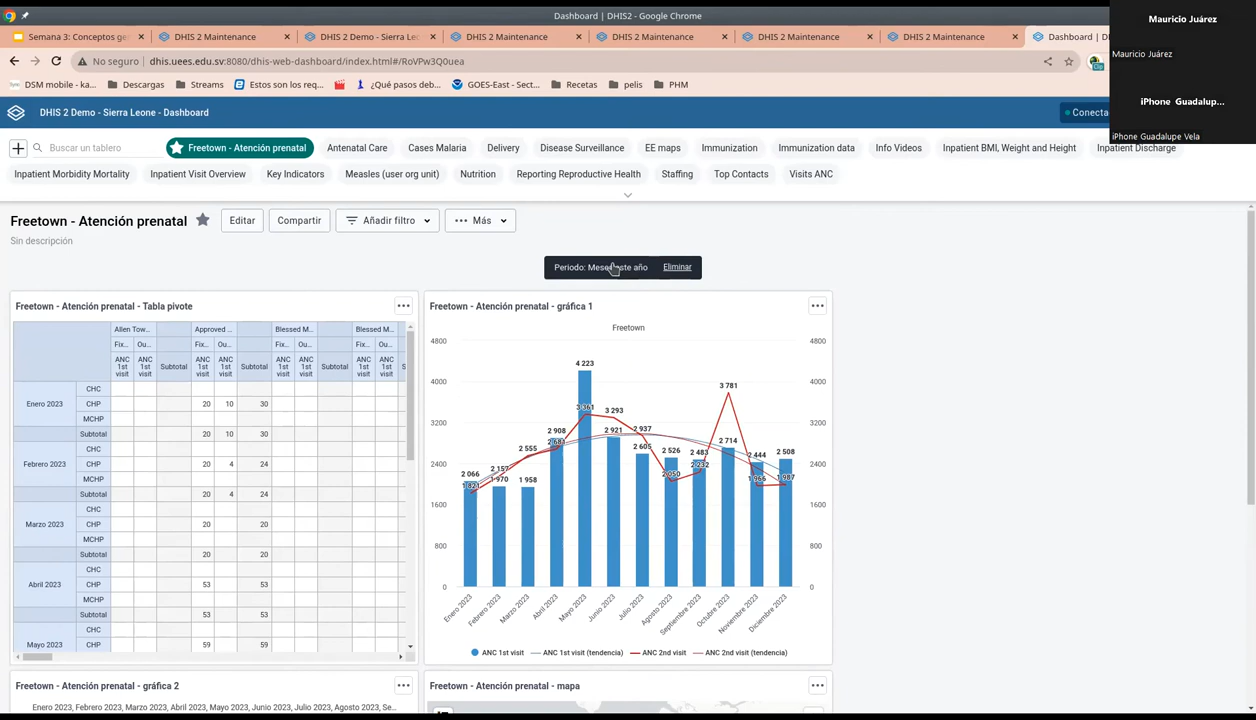 Dashboard | DHIS2 - Google Chrome
Semana 3: Conceptos ge
DHIS 2 Maintenance
DHIS 2 Demo - Sierra Leo
DHIS 2 Maintenance
DHIS 2 Maintenance
DHIS 2 Maintenance
DHIS 2 Maintenance
Dashboard | DH
No seguro
dhis.uees.edu.sv:8080/dhis-web-dashboard/index.html#/RoVPw3Q0uea
DSM mobile - ka...
Descargas
Streams
Estos son los req...
¿Qué pasos deb...
GOES-East - Sect...
Recetas
pelis
PHM
Mauricio Juárez
Mauricio Juárez
iPhone Guadalup...
iPhone Guadalupe Vela
DHIS 2 Demo - Sierra Leone - Dashboard
Conecta
Buscar un tablero
Freetown - Atención prenatal
Antenatal Care
Cases Malaria
Delivery
Disease Surveillance
EE maps
Immunization
Immunization data
Info Videos
Inpatient BMI, Weight and Height
Inpatient Discharge
Inpatient Morbidity Mortality
Inpatient Visit Overview
Key Indicators
Measles (user org unit)
Nutrition
Reporting Reproductive Health
Staffing
Top Contacts
Visits ANC
Freetown - Atención prenatal
Editar
Compartir
Añadir filtro
Más
Sin descripción
Periodo: Mese este año
Eliminar
Freetown - Atención prenatal - Tabla pivote
Allen Tow...
Approved ...
Blessed M...
Blessed M...
Fix...
Ou...
Fix...
Ou...
Fix...
Ou...
Fix...
Ou...
ANC 1st visit
ANC 1st visit
Subtotal
ANC 1st visit
ANC 1st visit
Subtotal
ANC 1st visit
ANC 1st visit
Subtotal
ANC 1st visit
ANC 1st visit
S
Enero 2023
CHC
CHP 20 10 30
MCHP
Subtotal 20 10 30
Febrero 2023
CHC
CHP 20 4 24
MCHP
Subtotal 20 4 24
Marzo 2023
CHC
CHP 20 20
MCHP
Subtotal 20 20
Abril 2023
CHC
CHP 53 53
MCHP
Subtotal 53 53
Mayo 2023
CHC
CHP 59 59
Freetown - Atención prenatal - gráfica 1
Freetown
4800
4000
3200
2400
1600
800
0
4800
4000
3200
2400
1600
800
0
2 066
1 821
2 157
1 970
2 555
1 958
2 908
2 681
4 223
3 361
3 293
2 921
2 937
2 605
2 526
2 050
2 483
2 232
3 781
2 714
2 444
1 966
2 508
1 987
Enero 2023
Febrero 2023
Marzo 2023
Abril 2023
Mayo 2023
Junio 2023
Julio 2023
Agosto 2023
Septiembre 2023
Octubre 2023
Noviembre 2023
Diciembre 2023
ANC 1st visit
ANC 1st visit (tendencia)
ANC 2nd visit
ANC 2nd visit (tendencia)
Freetown - Atención prenatal - gráfica 2
Enero 2023, Febrero 2023, Marzo 2023, Abril 2023, Mayo 2023, Junio 2023, Julio 2023, Agosto 2023, Se...
Freetown - Atención prenatal - mapa